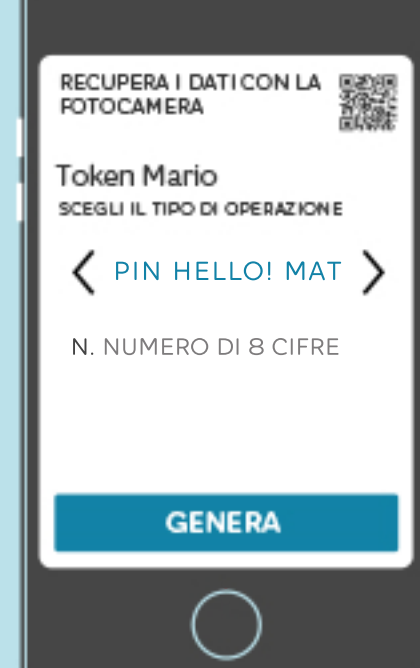 RECUPERA I DATI CON LA
FOTOCAMERA
Token Mario
SCEGLI IL TIPO DI OPERAZIONE
PIN HELLO! MAT
N. NUMERO DI 8 CIFRE
GENERA